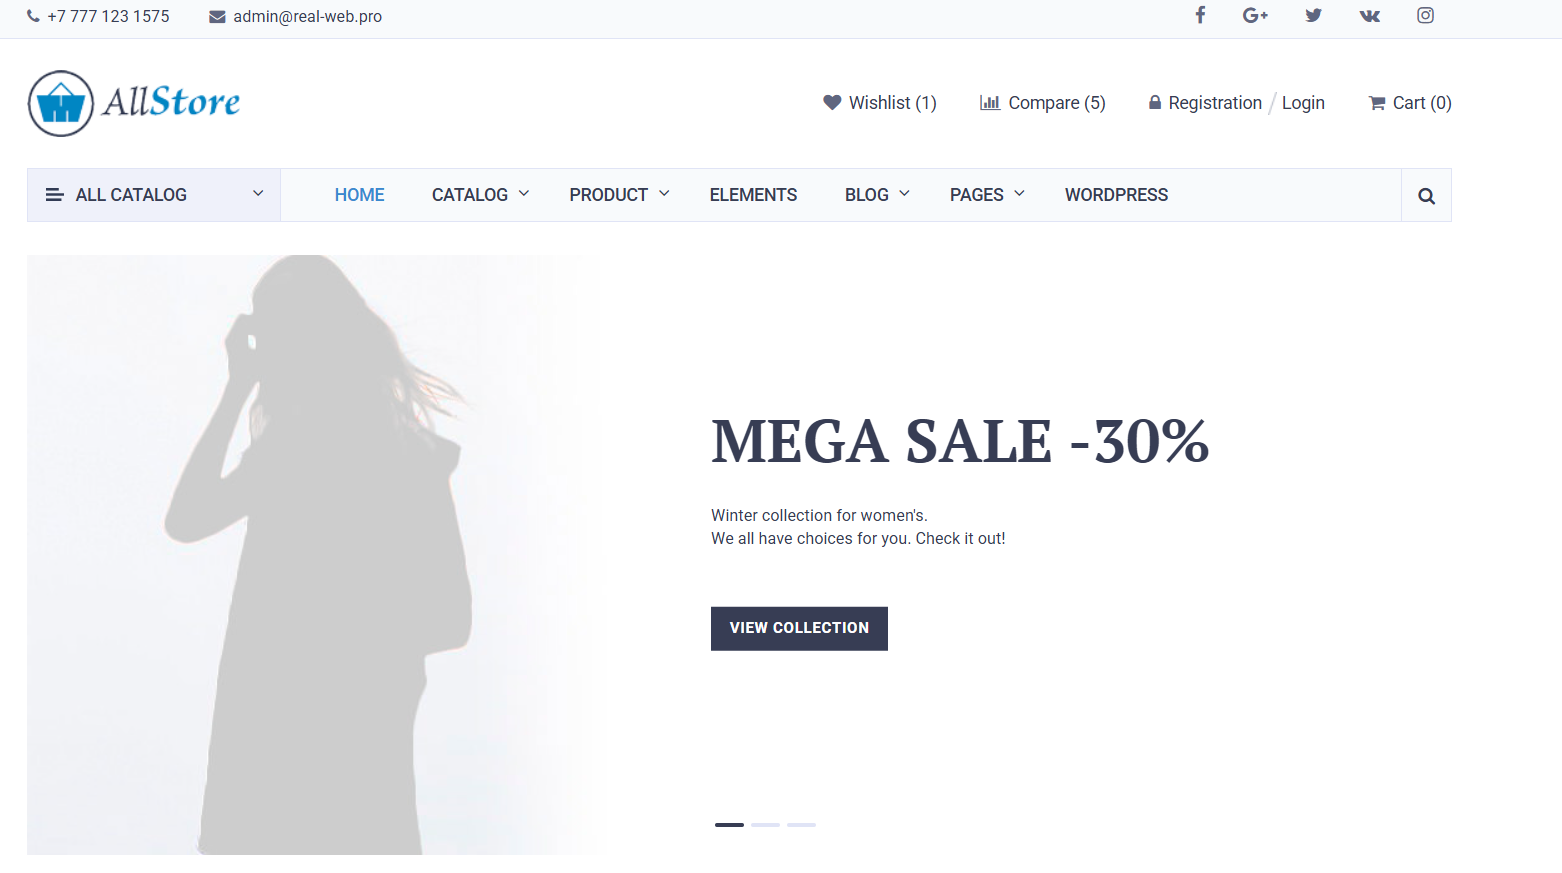 +7 777 123 1575 admin@real-web.pro
AllStore
Wishlist (1) Compare (5) Registration / Login Cart (0)
ALL CATALOG HOME CATALOG PRODUCT ELEMENTS BLOG PAGES WORDPRESS
MEGA SALE -30%
Winter collection for women's.
We all have choices for you. Check it out!
VIEW COLLECTION